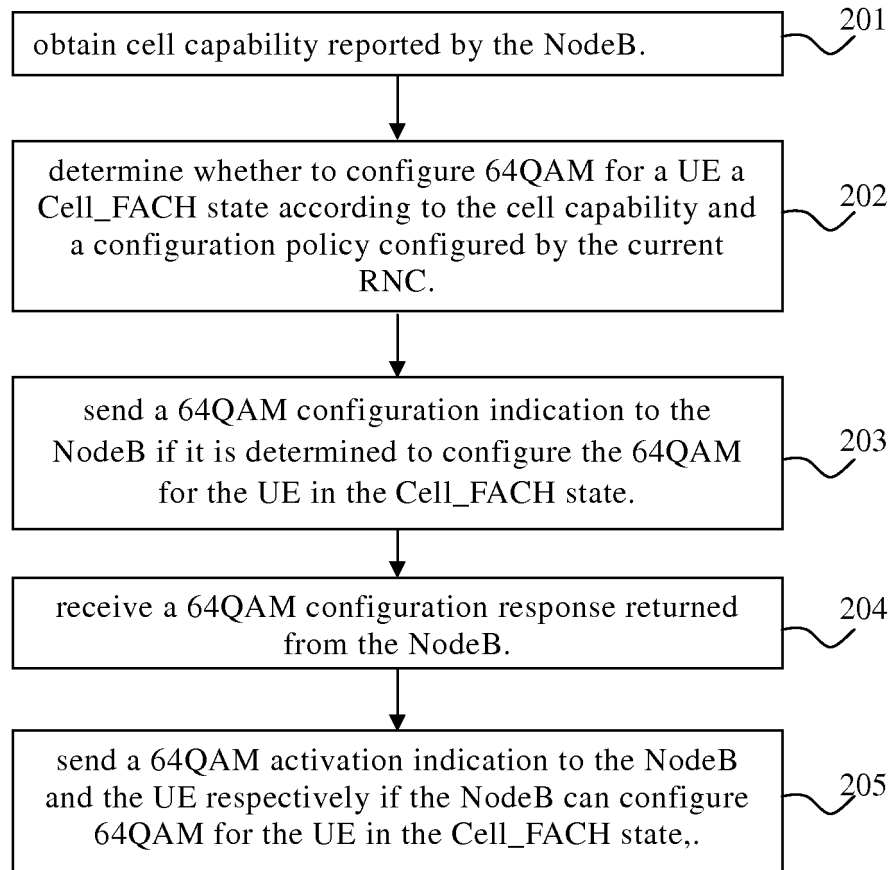 obtain cell capability reported by the NodeB.
201
determine whether to configure 64QAM for a UE a
Cell_FACH state according to the cell capability and
a configuration policy configured by the current
RNC.
202
send a 64QAM configuration indication to the
NodeB if it is determined to configure the 64QAM
for the UE in the Cell_FACH state.
203
receive a 64QAM configuration response returned
from the NodeB.
204
send a 64QAM activation indication to the NodeB
and the UE respectively if the NodeB can configure
64QAM for the UE in the Cell_FACH state,.
205